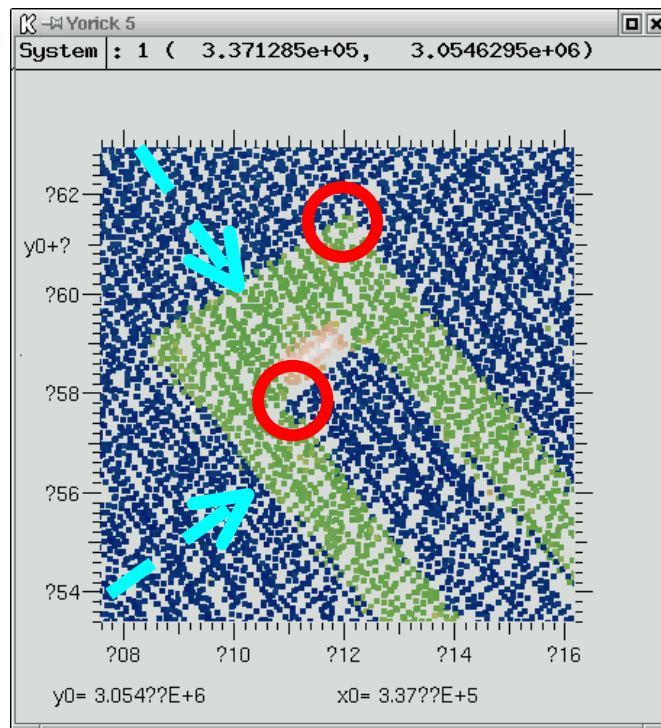 Yorick 5
System : 1 ( 3.371285e+05, 3.0546295e+06)
?62
y0+?
?60
?58
?56
?54
?08 ?10 ?12 ?14 ?16
y0= 3.054??E+6 x0= 3.37??E+5